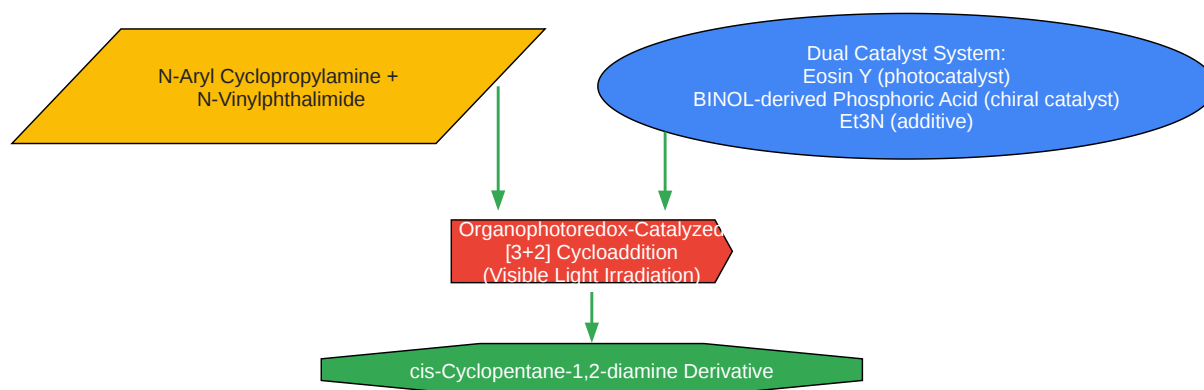 N-Aryl Cyclopropylamine +
N-Vinylphthalimide
Dual Catalyst System:
Eosin Y (photocatalyst)
BINOL-derived Phosphoric Acid (chiral catalyst)
Et3N (additive)
Organophotoredox-Catalyzed
[3+2] Cycloaddition
(Visible Light Irradiation)
cis-Cyclopentane-1,2-diamine Derivative